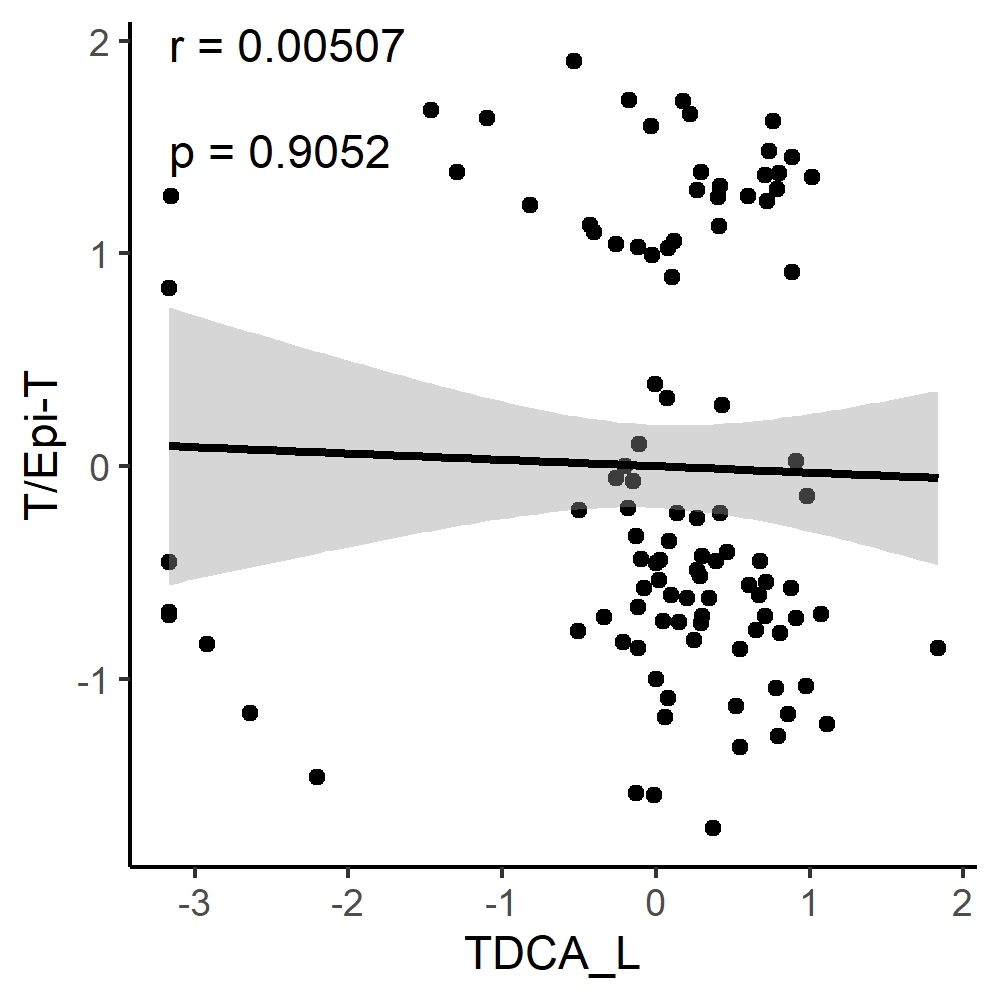 r = 0.00507
p = 0.9052
2
1
0
-1
T/Epi-T
-3 -2 -1 0 1 2
TDCA_L